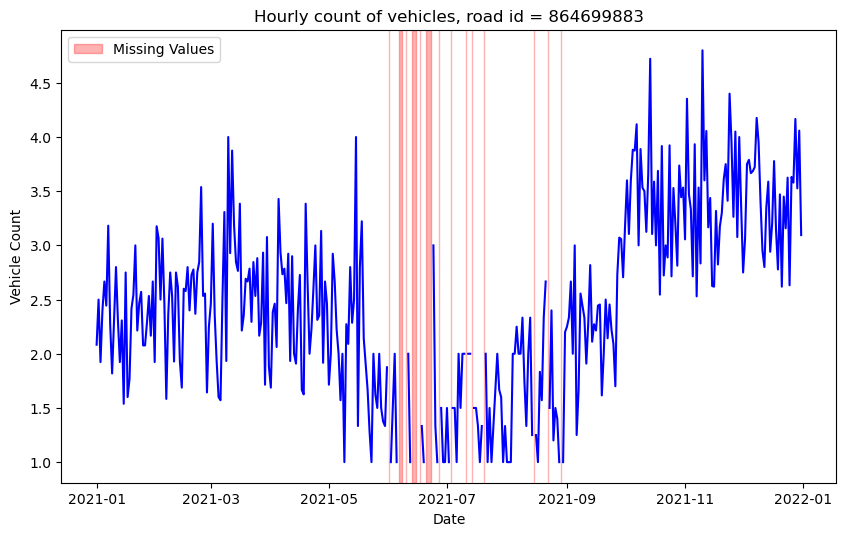 Hourly count of vehicles, road id = 864699883
Missing Values
4.5
4.0
3.5
3.0
2.5
2.0
1.5
1.0
Vehicle Count
2021-01 2021-03 2021-05 2021-07 2021-09 2021-11 2022-01
Date